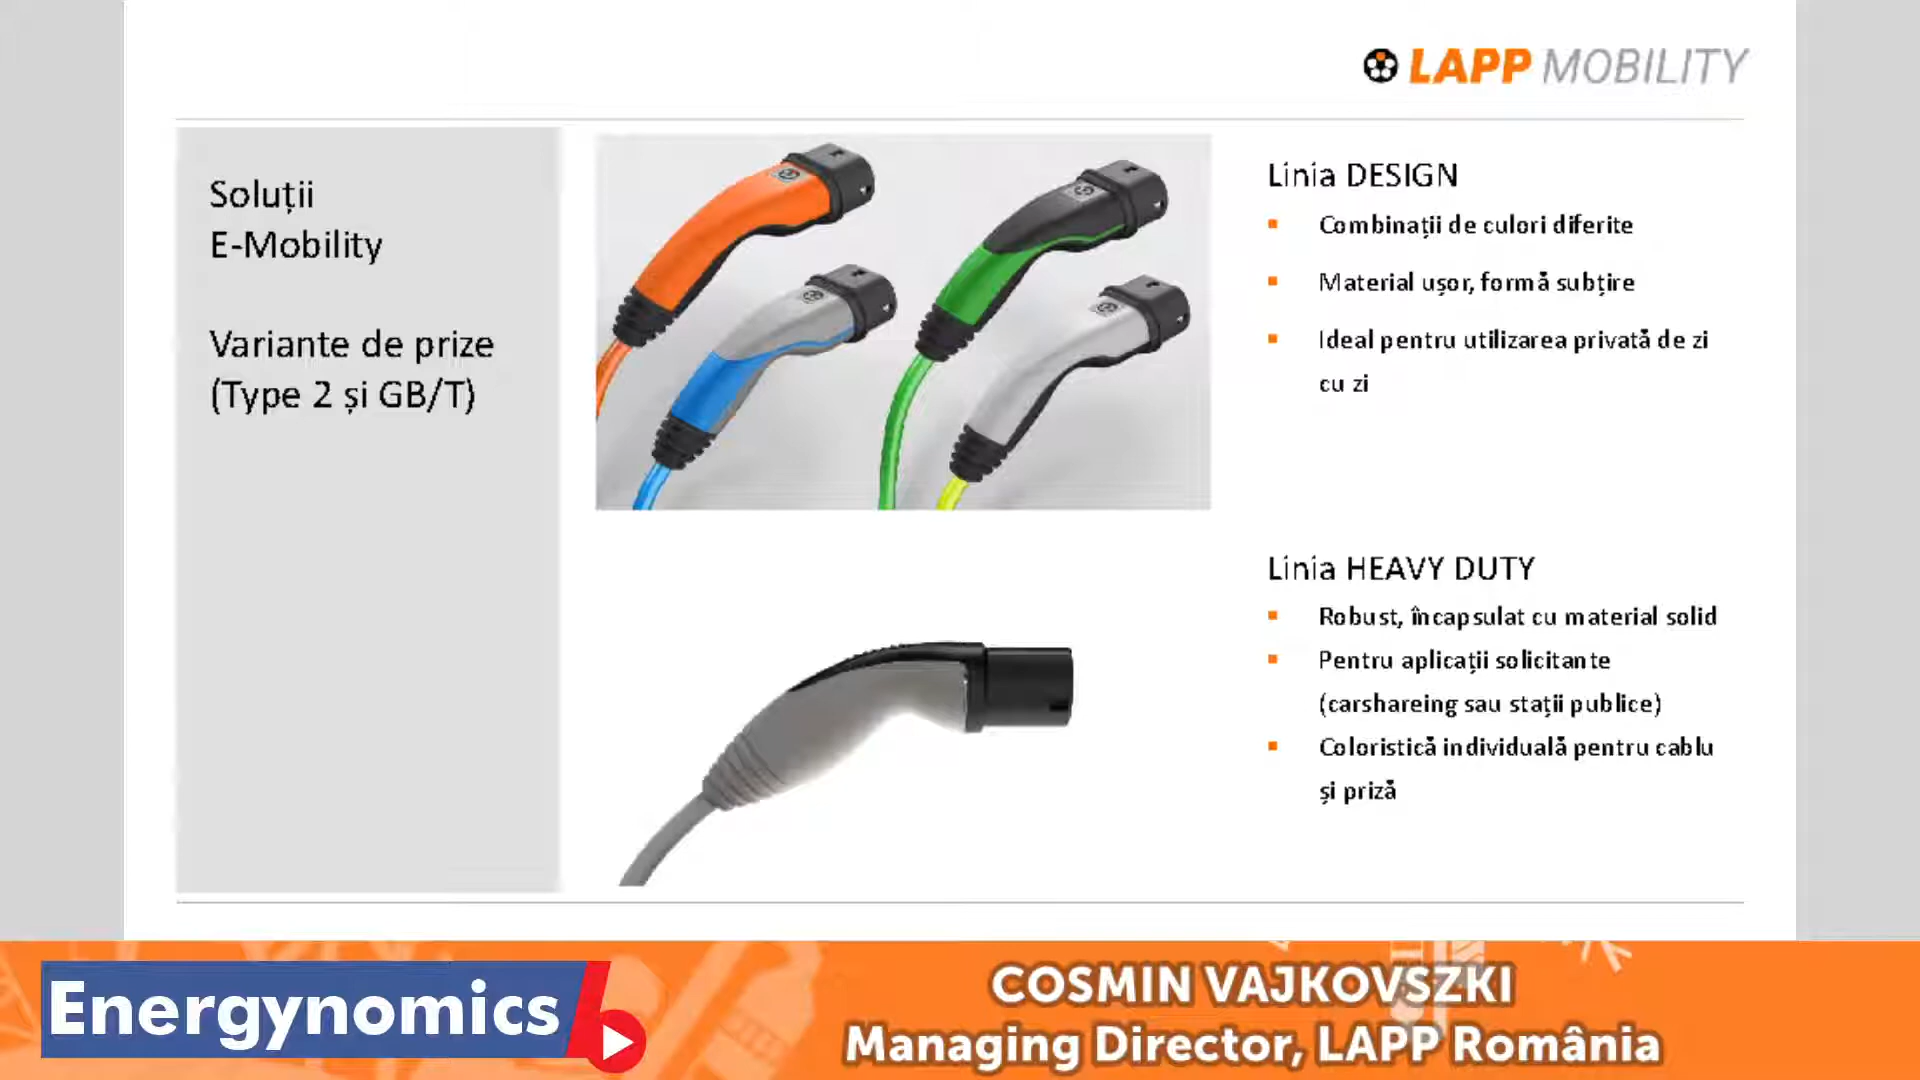 LAPP MOBILITY
Soluții
E-Mobility
Variante de prize
(Type 2 și GB/T)
Linia DESIGN
Combinații de culori diferite
Material ușor, formă subțire
Ideal pentru utilizarea privată de zi
cu zi
Linia HEAVY DUTY
Robust, încapsulat cu material solid
Pentru aplicații solicitante
(carshareing sau stații publice)
Coloristică individuală pentru cablu
și priză
Energynomics
COSMIN VAJKOVSZKI
Managing Director, LAPP România